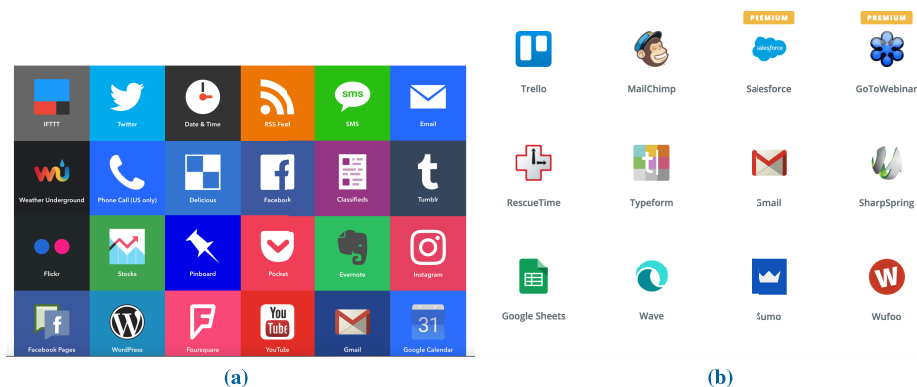 PREMIUM PREMIUM
salesforce
Trello MailChimp Salesforce GoToWebinar
sms
IFTTT Twitter Date & Time RSS Feel SMS Email
RescueTime Typeform Gmail SharpSpring
Weather Underground Phone Call (US only) Delicious Facebook Classifieds Tumblr
Flickr Stocks Pinboard Pocket Evernote Instagram
Google Sheets Wave Sumo Wufoo
You
Tube
31
Facebook Pages WordPress Foursquare YouTube Gmail Google Calendar
(a) (b)